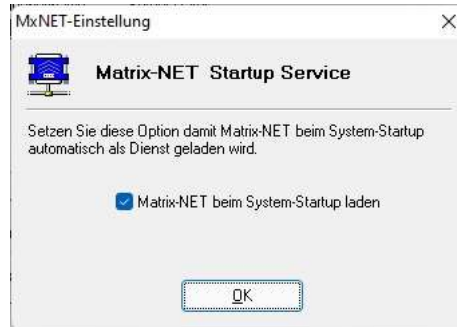 MxNET-Einstellung
Matrix-NET Startup Service
Setzen Sie diese Option damit Matrix-NET beim System-Startup
automatisch als Dienst geladen wird.
Matrix-NET beim System-Startup laden
OK